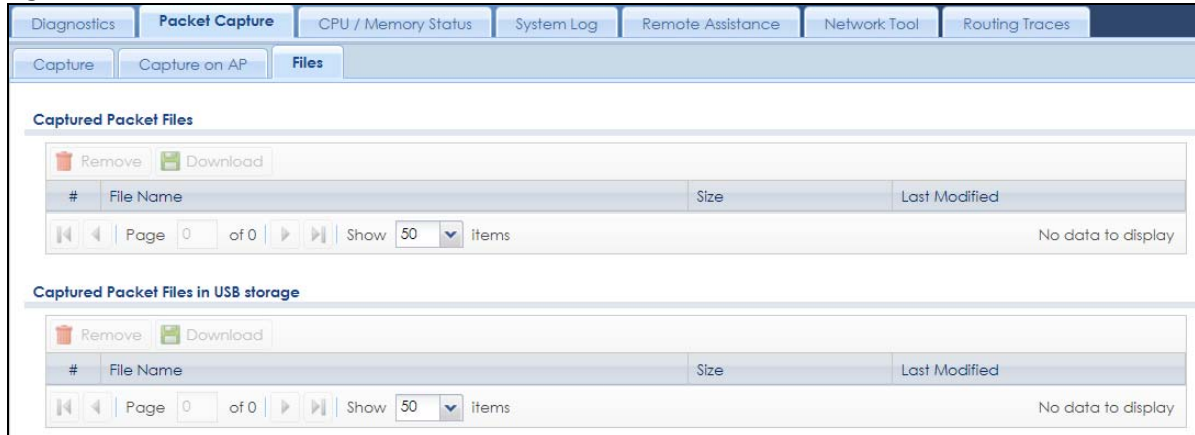 Diagnostics Packet Capture CPU / Memory Status System Log Remote Assistance Network Tool Routing Traces
Capture Capture on AP Files
Captured Packet Files
Remove Download
# File Name Size Last Modified
Page 0 of 0 Show 50 items No data to display
Captured Packet Files in USB storage
Remove Download
# File Name Size Last Modified
Page 0 of 0 Show 50 items No data to display